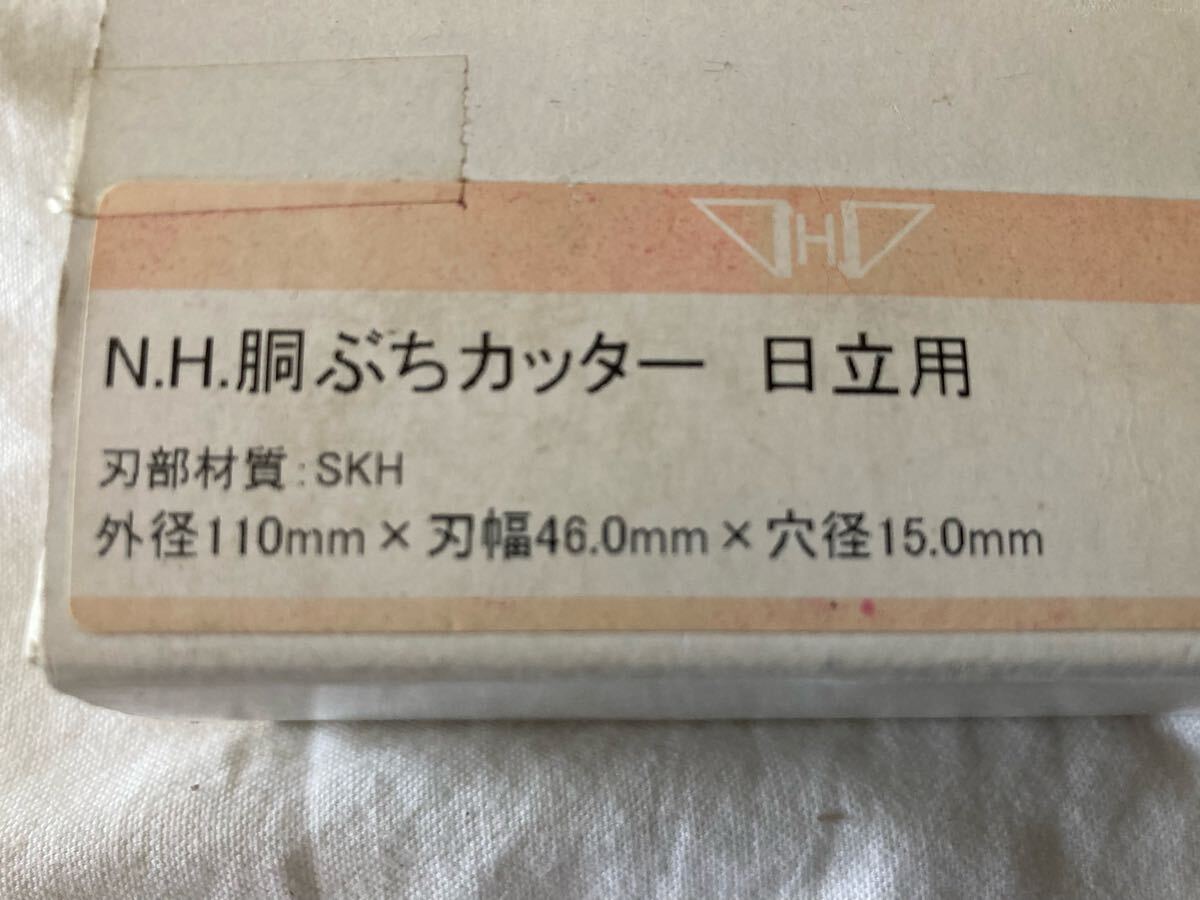 H
N.H.胴ぶちカッター 日立用
刃部材質:SKH
外径110mm×刃幅46.0mm×穴径15.0mm